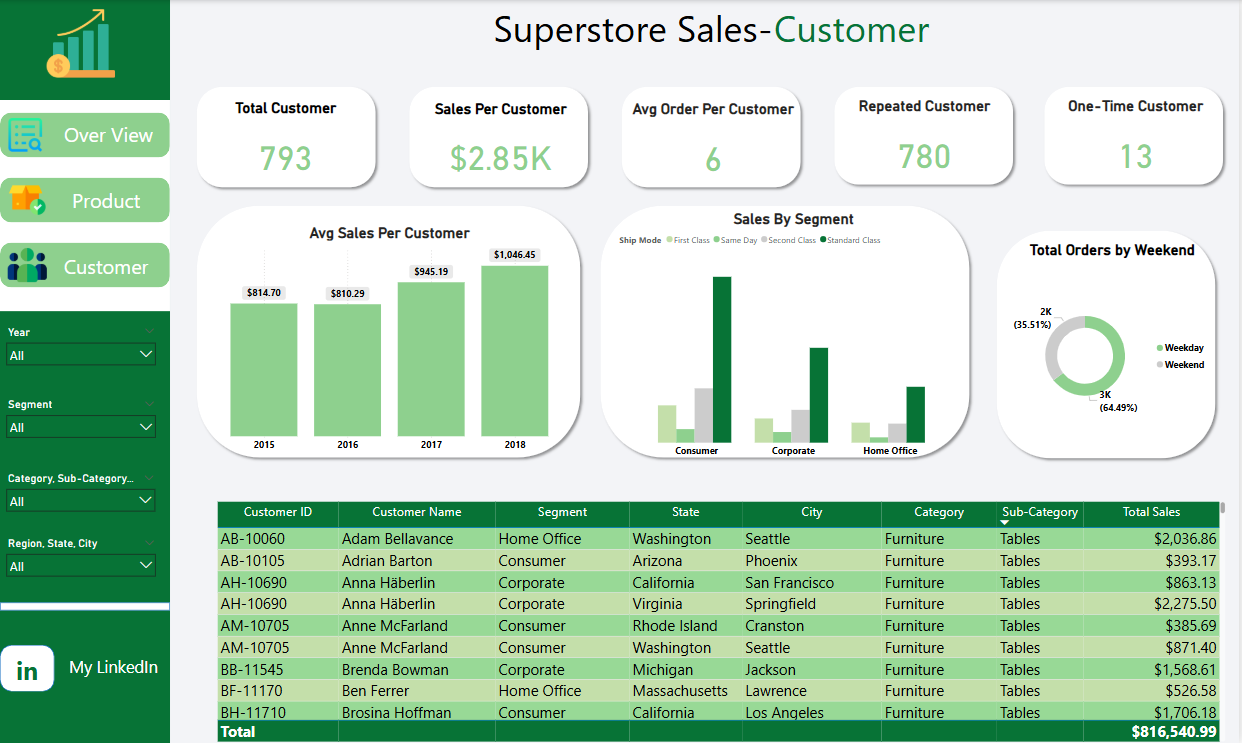 Superstore Sales-Customer
$
Over View
Product
Customer
Year
All
Segment
All
Category, Sub-Category...
All
Region, State, City
All
in My LinkedIn
Total Customer
793
Sales Per Customer
$2.85K
Avg Order Per Customer
6
Repeated Customer
780
One-Time Customer
13
Avg Sales Per Customer
$814.70 $810.29 $945.19 $1,046.45
2015 2016 2017 2018
Sales By Segment
Ship Mode First Class Same Day Second Class Standard Class
Consumer Corporate Home Office
Total Orders by Weekend
2K
(35.51%)
3K
(64.49%)
Weekday
Weekend
Customer ID Customer Name Segment State City Category Sub-Category Total Sales
AB-10060 Adam Bellavance Home Office Washington Seattle Furniture Tables $2,036.86
AB-10105 Adrian Barton Consumer Arizona Phoenix Furniture Tables $393.17
AH-10690 Anna Häberlin Corporate California San Francisco Furniture Tables $863.13
AH-10690 Anna Häberlin Corporate Virginia Springfield Furniture Tables $2,275.50
AM-10705 Anne McFarland Consumer Rhode Island Cranston Furniture Tables $385.69
AM-10705 Anne McFarland Consumer Washington Seattle Furniture Tables $871.40
BB-11545 Brenda Bowman Corporate Michigan Jackson Furniture Tables $1,568.61
BF-11170 Ben Ferrer Home Office Massachusetts Lawrence Furniture Tables $526.58
BH-11710 Brosina Hoffman Consumer California Los Angeles Furniture Tables $1,706.18
Total $816,540.99